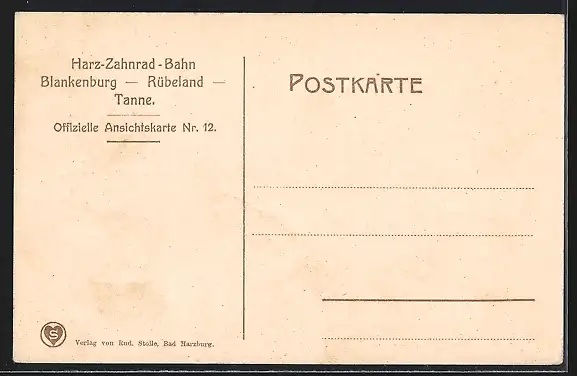 Harz-Zahnrad-Bahn
Blankenburg — Rübeland —
Tanne.
Offizielle Ansichtskarte Nr. 12.
POSTKARTE
S
Verlag von Rud. Stolle, Bad Harzburg.